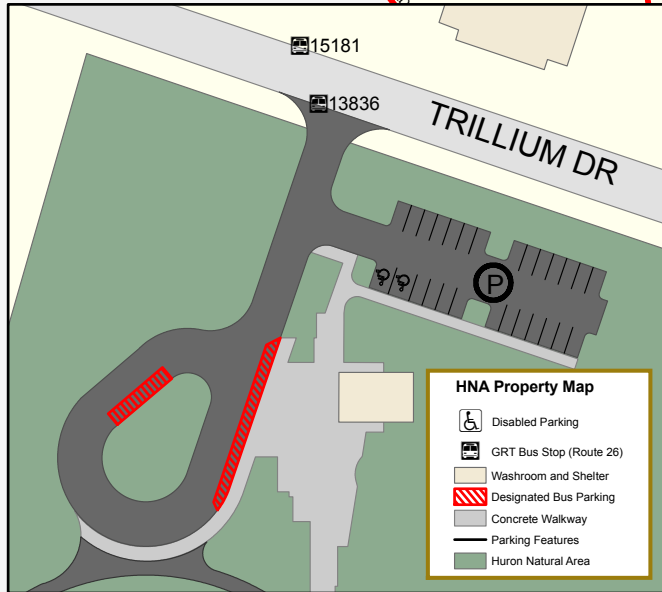 15181
13836
TRILLIUM DR
P
HNA Property Map
Disabled Parking
GRT Bus Stop (Route 26)
Washroom and Shelter
Designated Bus Parking
Concrete Walkway
Parking Features
Huron Natural Area